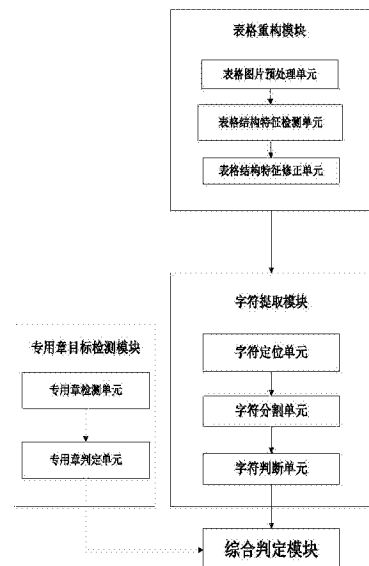 表格重构模块
表格图片预处理单元
表格结构特征检测单元
表格结构特征修正单元
字符提取模块
字符定位单元
字符分割单元
字符判断单元
专用章目标检测模块
专用章检测单元
专用章判定单元
综合判定模块